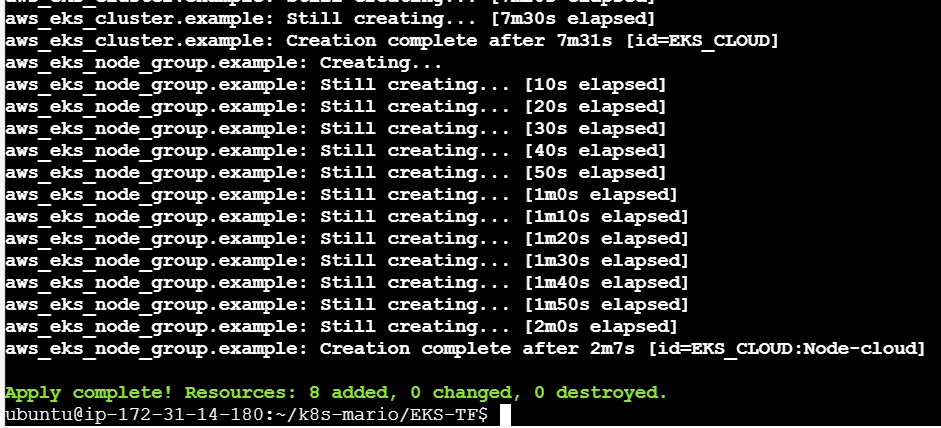 aws_eks_cluster.example: Still creating... [7m20s elapsed]
aws_eks_cluster.example: Still creating... [7m30s elapsed]
aws_eks_cluster.example: Creation complete after 7m31s [id=EKS_CLOUD]
aws_eks_node_group.example: Creating...
aws_eks_node_group.example: Still creating... [10s elapsed]
aws_eks_node_group.example: Still creating... [20s elapsed]
aws_eks_node_group.example: Still creating... [30s elapsed]
aws_eks_node_group.example: Still creating... [40s elapsed]
aws_eks_node_group.example: Still creating... [50s elapsed]
aws_eks_node_group.example: Still creating... [1m0s elapsed]
aws_eks_node_group.example: Still creating... [1m10s elapsed]
aws_eks_node_group.example: Still creating... [1m20s elapsed]
aws_eks_node_group.example: Still creating... [1m30s elapsed]
aws_eks_node_group.example: Still creating... [1m40s elapsed]
aws_eks_node_group.example: Still creating... [1m50s elapsed]
aws_eks_node_group.example: Still creating... [2m0s elapsed]
aws_eks_node_group.example: Creation complete after 2m7s [id=EKS_CLOUD:Node-cloud]
Apply complete! Resources: 8 added, 0 changed, 0 destroyed.
ubuntu@ip-172-31-14-180:~/k8s-mario/EKS-TF$